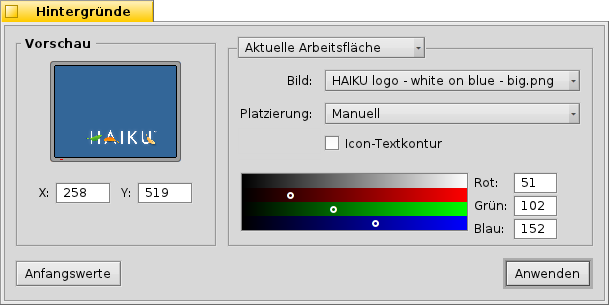 Hintergründe
Vorschau
HAIKU
X: 258 Y: 519
Aktuelle Arbeitsfläche
Bild: HAIKU logo - white on blue - big.png
Platzierung: Manuell
Icon-Textkontur
Rot: 51
Grün: 102
Blau: 152
Anfangswerte
Anwenden